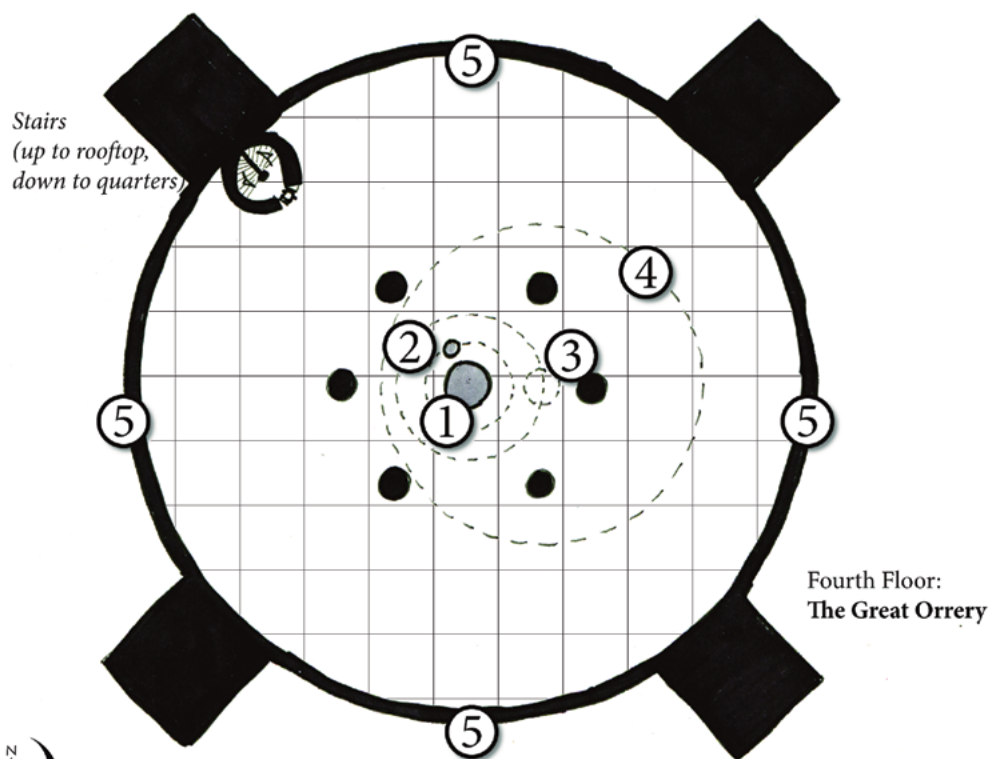 5
Stairs
(up to rooftop,
down to quarters)
4
2
3
1
5
5
Fourth Floor:
The Great Orrery
5
N